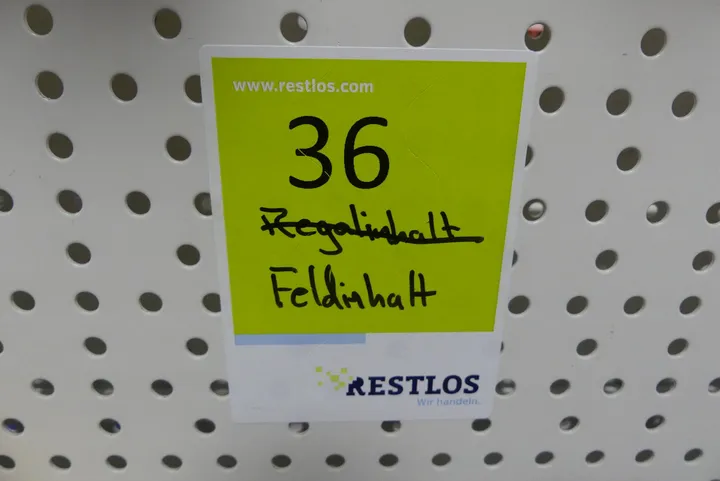 www.restlos.com
36
Regalinhalt
Feldinhalt
RESTLOS
Wir handeln.